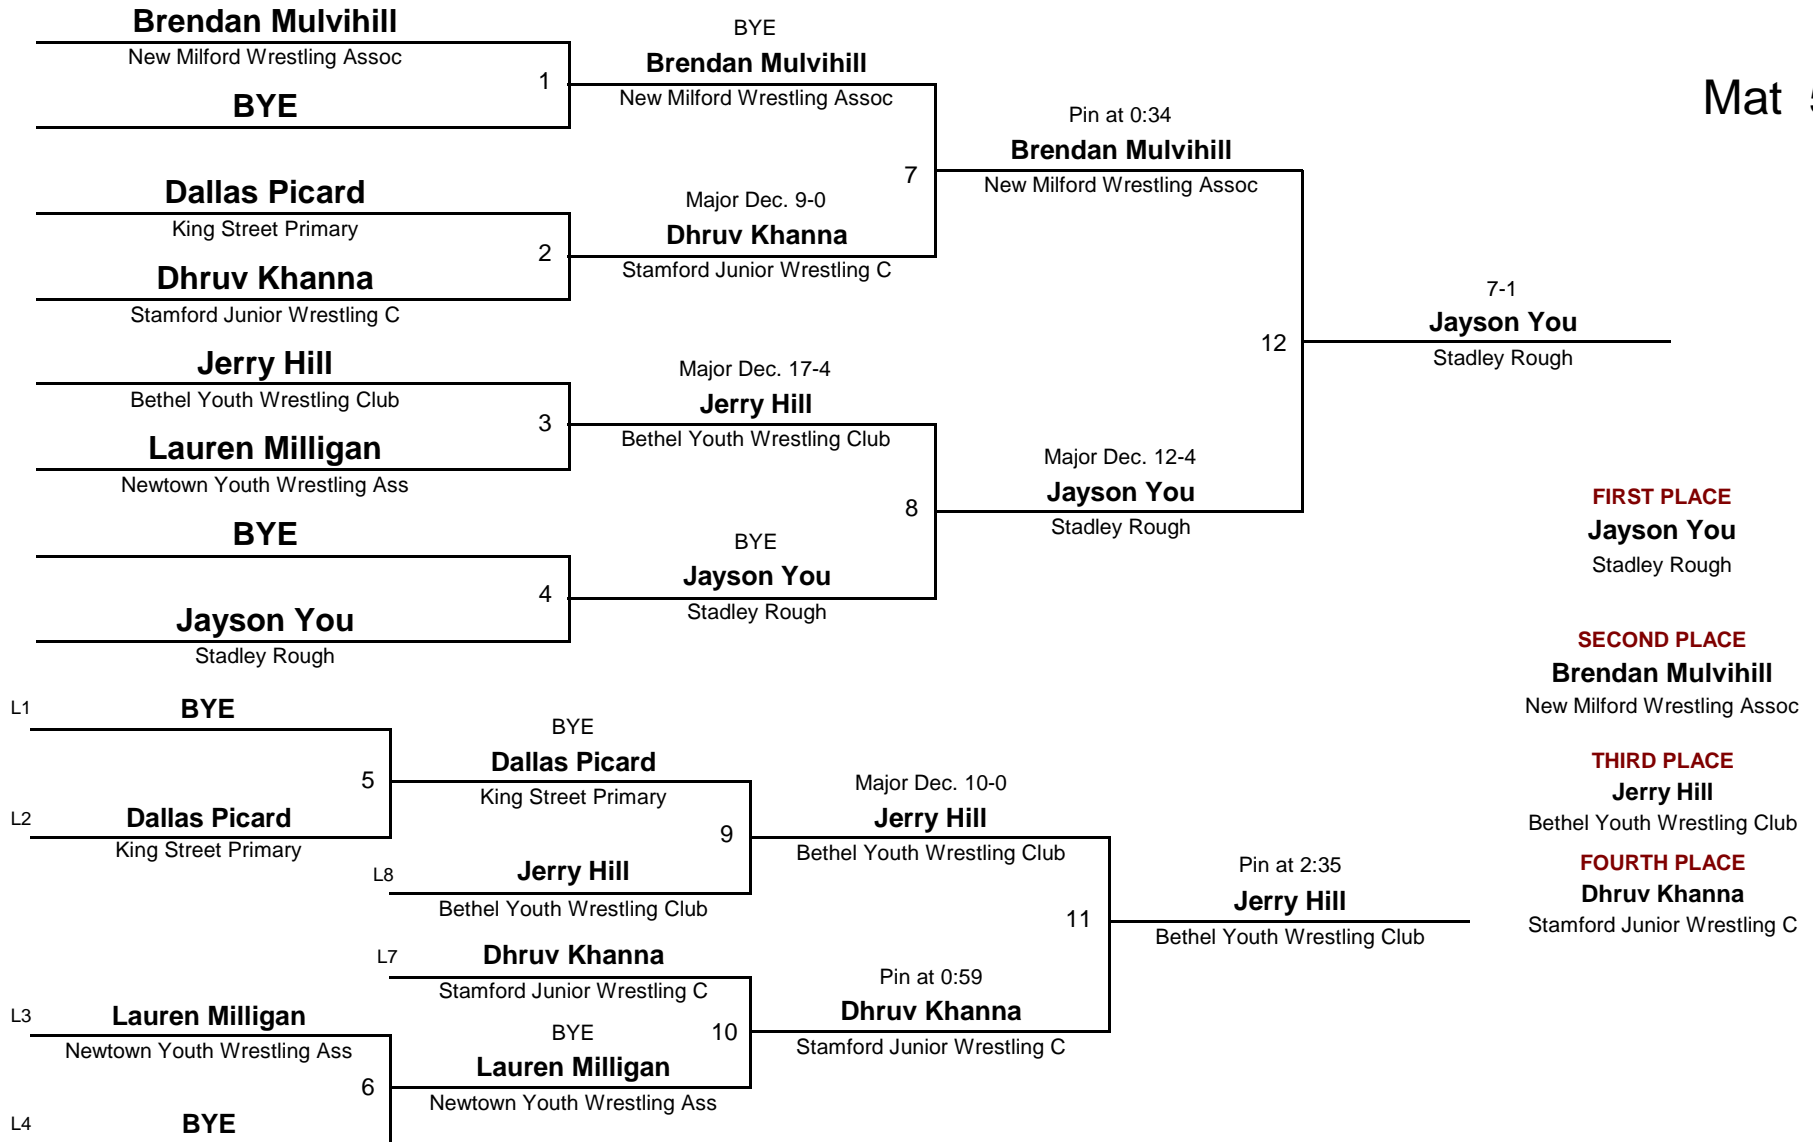 Brendan Mulvihill
New Milford Wrestling Assoc
1
BYE
Dallas Picard
King Street Primary
2
Dhruv Khanna
Stamford Junior Wrestling C
Jerry Hill
Bethel Youth Wrestling Club
3
Lauren Milligan
Newtown Youth Wrestling Ass
BYE
4
Jayson You
Stadley Rough
BYE
Brendan Mulvihill
New Milford Wrestling Assoc
7
Major Dec. 9-0
Dhruv Khanna
Stamford Junior Wrestling C
Major Dec. 17-4
Jerry Hill
Bethel Youth Wrestling Club
8
BYE
Jayson You
Stadley Rough
Pin at 0:34
Brendan Mulvihill
New Milford Wrestling Assoc
12
Major Dec. 12-4
Jayson You
Stadley Rough
7-1
Jayson You
Stadley Rough
Mat
FIRST PLACE
Jayson You
Stadley Rough
SECOND PLACE
Brendan Mulvihill
New Milford Wrestling Assoc
THIRD PLACE
Jerry Hill
Bethel Youth Wrestling Club
FOURTH PLACE
Dhruv Khanna
Stamford Junior Wrestling C
L1 BYE
5
L2 Dallas Picard
King Street Primary
L3 Lauren Milligan
Newtown Youth Wrestling Ass
6
L4 BYE
BYE
Dallas Picard
King Street Primary
9
L8 Jerry Hill
Bethel Youth Wrestling Club
L7 Dhruv Khanna
Stamford Junior Wrestling C
10
BYE
Lauren Milligan
Newtown Youth Wrestling Ass
Major Dec. 10-0
Jerry Hill
Bethel Youth Wrestling Club
11
Pin at 0:59
Dhruv Khanna
Stamford Junior Wrestling C
Pin at 2:35
Jerry Hill
Bethel Youth Wrestling Club